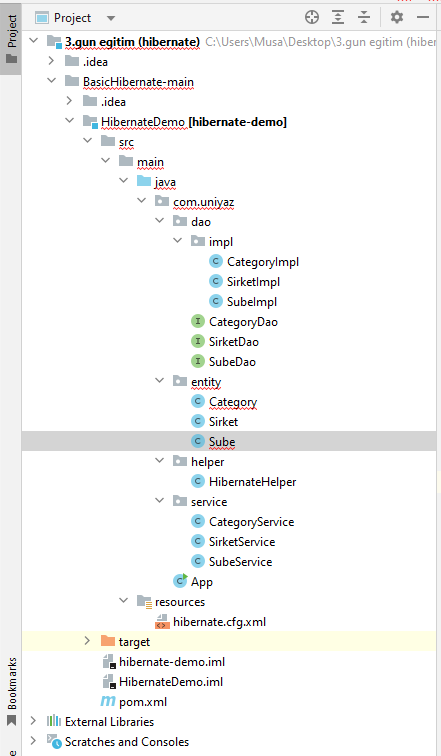 Project
Project
3.gun egitim (hibernate) C:\Users\Musa\Desktop\3.gun egitim (hiber
.idea
BasicHibernate-main
.idea
HibernateDemo [hibernate-demo]
src
main
java
com.uniyaz
dao
impl
CategoryImpl
SirketImpl
SubeImpl
CategoryDao
SirketDao
SubeDao
entity
Category
Sirket
Sube
helper
HibernateHelper
service
CategoryService
SirketService
SubeService
App
resources
hibernate.cfg.xml
target
hibernate-demo.iml
HibernateDemo.iml
pom.xml
External Libraries
Scratches and Consoles
Bookmarks